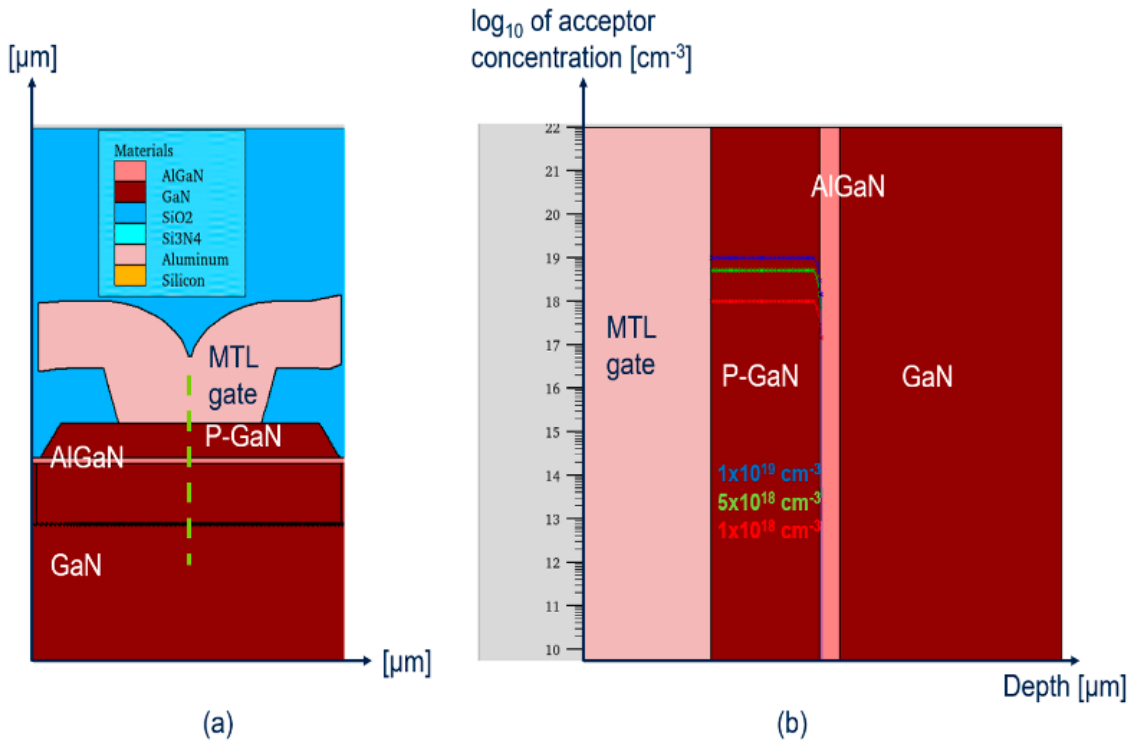 [µm]
Materials
AlGaN
GaN
SiO2
Si3N4
Aluminum
Silicon
MTL
gate
P-GaN
AlGaN
GaN
[µm]
(a)
log₁₀ of acceptor
concentration [cm⁻³]
22
21
20
19
18
17
16
15
14
13
12
11
10
AlGaN
MTL
gate
P-GaN
GaN
1x10¹⁹ cm⁻³
5x10¹⁸ cm⁻³
1x10¹⁸ cm⁻³
Depth [µm]
(b)